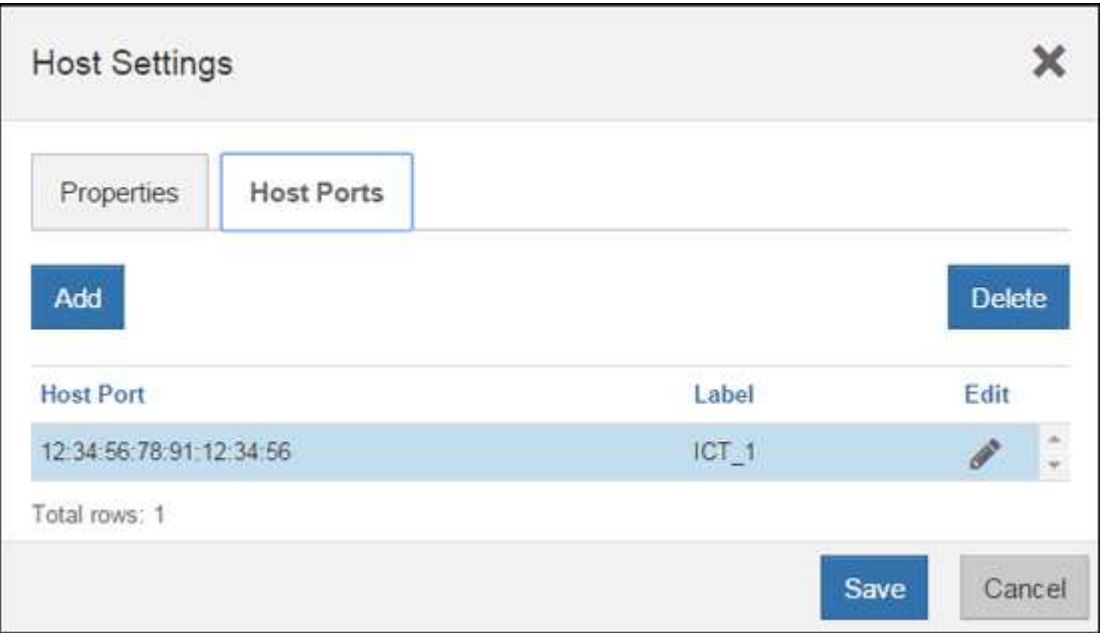 Host Settings
Properties Host Ports
Add Delete
Host Port Label Edit
12:34:56:78:91:12:34:56 ICT_1
Total rows: 1
Save Cancel